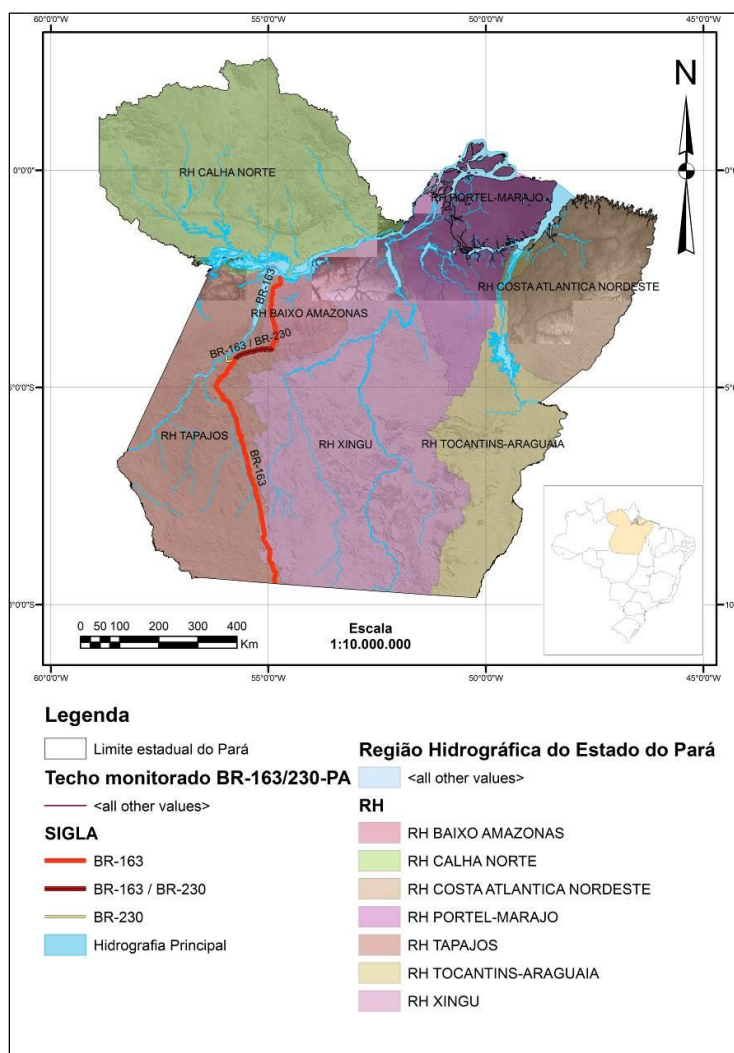 60°0'0"W
55°0'0"W
50°0'0"W
45°0'0"W
N
0°0'0"
RH CALHA NORTE
RH PORTEL-MARAJO
RH COSTA ATLANTICA NORDESTE
BR-163
RH BAIXO AMAZONAS
BR-163 / BR-230
5°0'0"W
RH TAPAJOS
RH XINGU
RH TOCANTINS-ARAGUAIA
BR-163
0 50 100 200 300 400
Km
Escala
1:10.000.000
60°0'0"W
55°0'0"W
50°0'0"W
45°0'0"W
Legenda
Limite estadual do Pará
Techo monitorado BR-163/230-PA
<all other values>
SIGLA
BR-163
BR-163 / BR-230
BR-230
Hidrografia Principal
Região Hidrográfica do Estado do Pará
<all other values>
RH
RH BAIXO AMAZONAS
RH CALHA NORTE
RH COSTA ATLANTICA NORDESTE
RH PORTEL-MARAJO
RH TAPAJOS
RH TOCANTINS-ARAGUAIA
RH XINGU